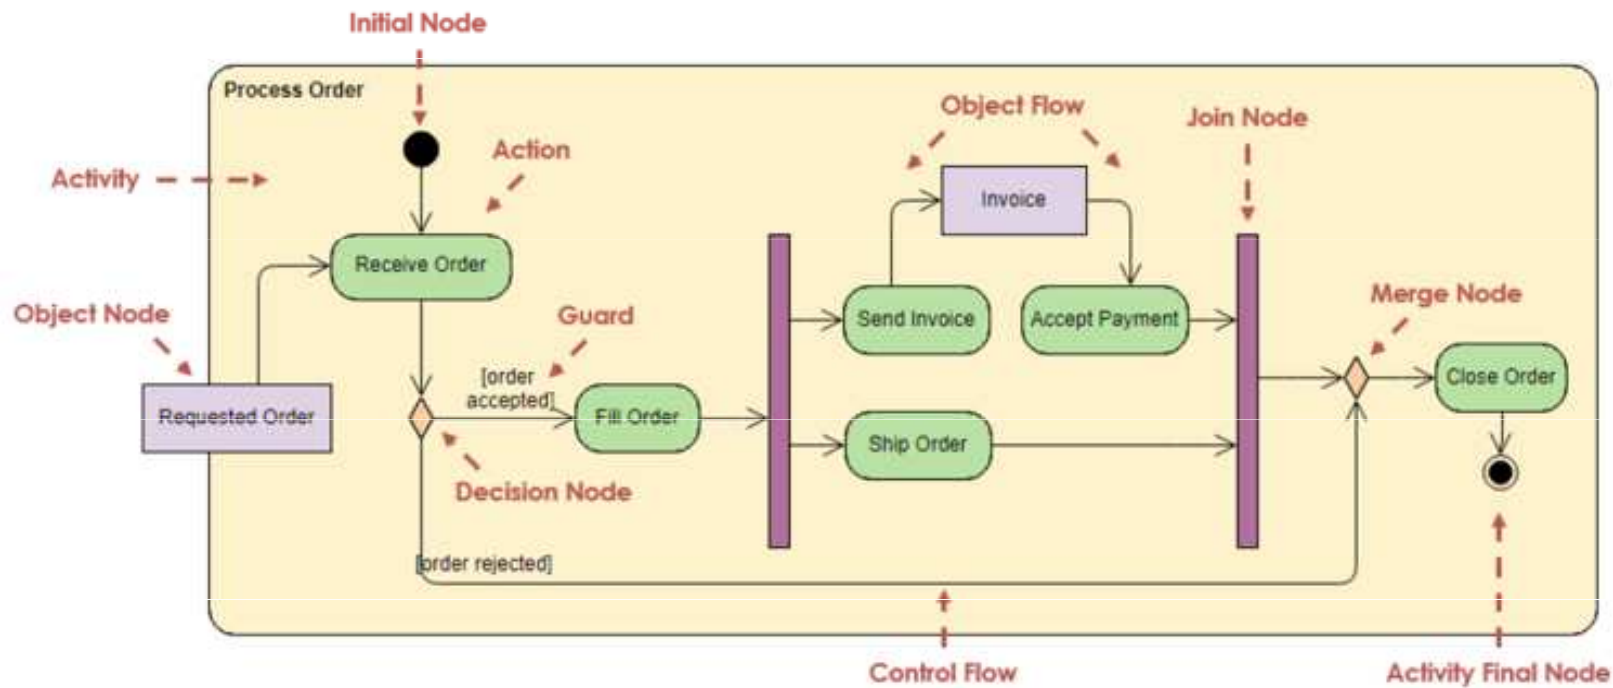 Initial Node
Process Order
Object Flow
Join Node
Action
Activity
Invoice
Receive Order
Object Node
Guard
Send Invoice
Accept Payment
Merge Node
[order
accepted]
Close Order
Requested Order
Fill Order
Ship Order
Decision Node
[order rejected]
Control Flow
Activity Final Node